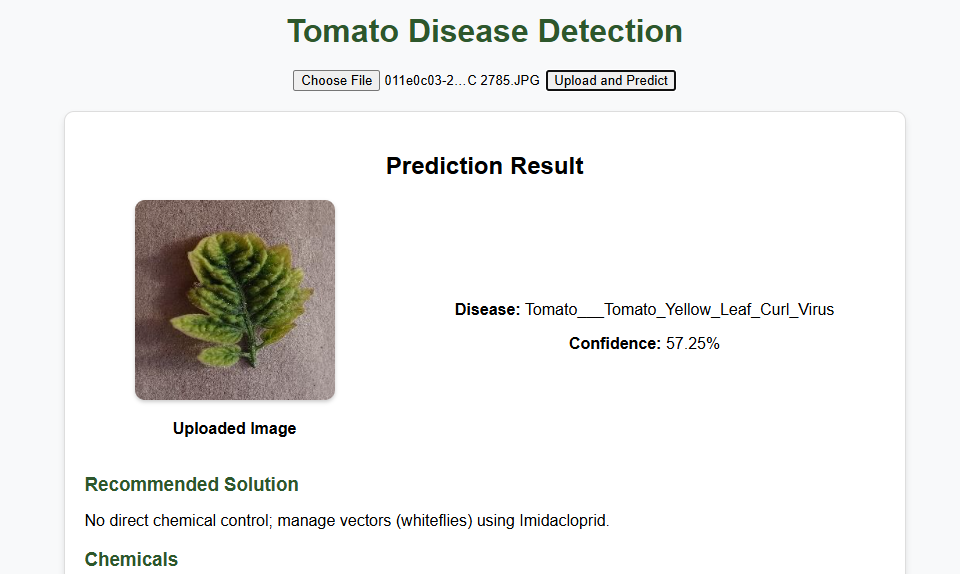 Tomato Disease Detection
Choose File 011e0c03-2...C 2785.JPG Upload and Predict
Prediction Result
Disease: Tomato___Tomato_Yellow_Leaf_Curl_Virus
Confidence: 57.25%
Uploaded Image
Recommended Solution
No direct chemical control; manage vectors (whiteflies) using Imidacloprid.
Chemicals